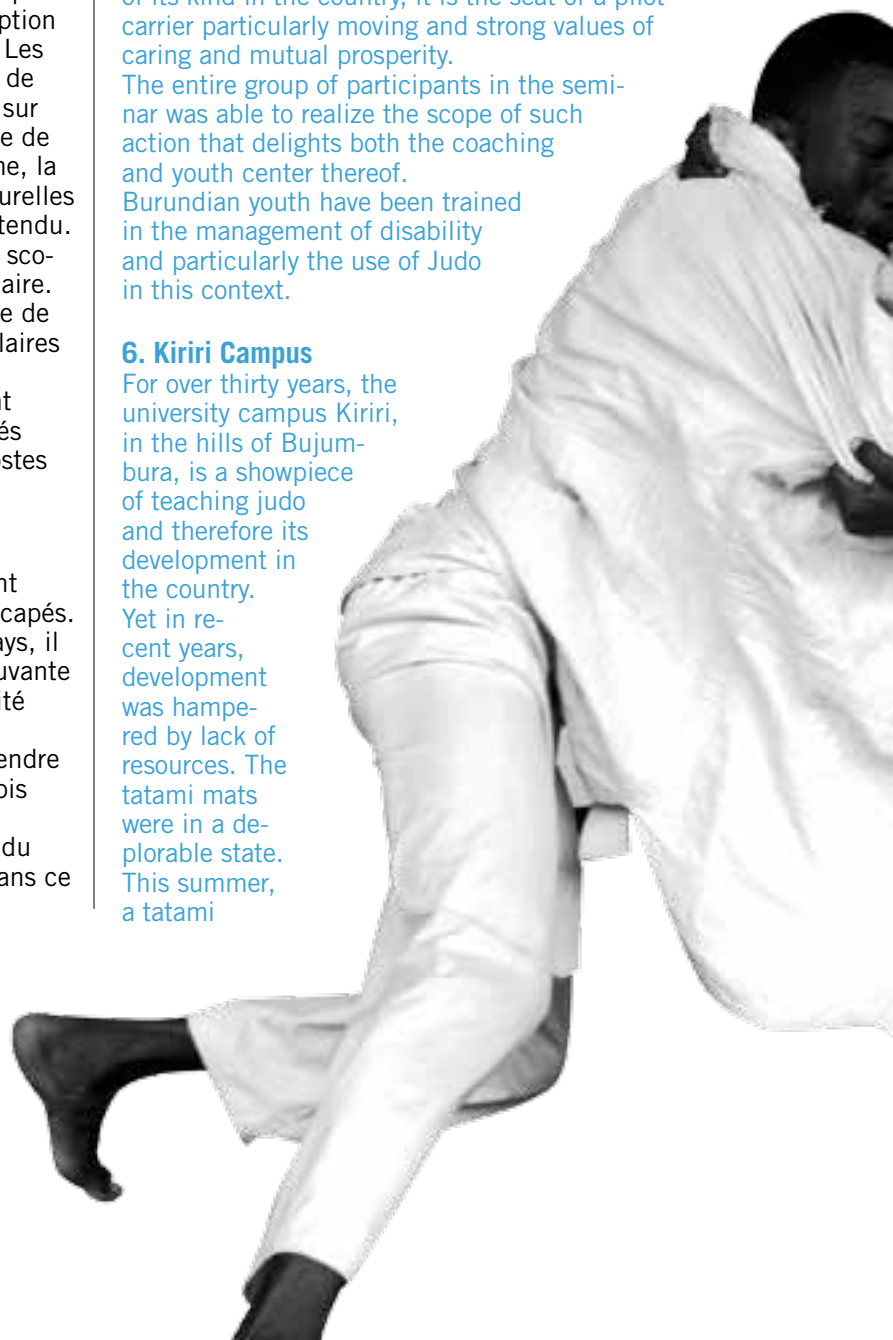 ption
Les
de
sur
e de
ne, la
urelles
tendu.
sco-
aire.
e de
laires
nt
és
ostes
nt
capés.
ays, il
uvante
ité
endre
ois
du
ans ce
of its kind in the country, it is the seat of a pilot
carrier particularly moving and strong values of
caring and mutual prosperity.
The entire group of participants in the semi-
nar was able to realize the scope of such
action that delights both the coaching
and youth center thereof.
Burundian youth have been trained
in the management of disability
and particularly the use of Judo
in this context.
6. Kiriri Campus
For over thirty years, the
university campus Kiriri,
in the hills of Bujum-
bura, is a showpiece
of teaching judo
and therefore its
development in
the country.
Yet in re-
cent years,
development
was hampe-
red by lack of
resources. The
tatami mats
were in a de-
plorable state.
This summer,
a tatami